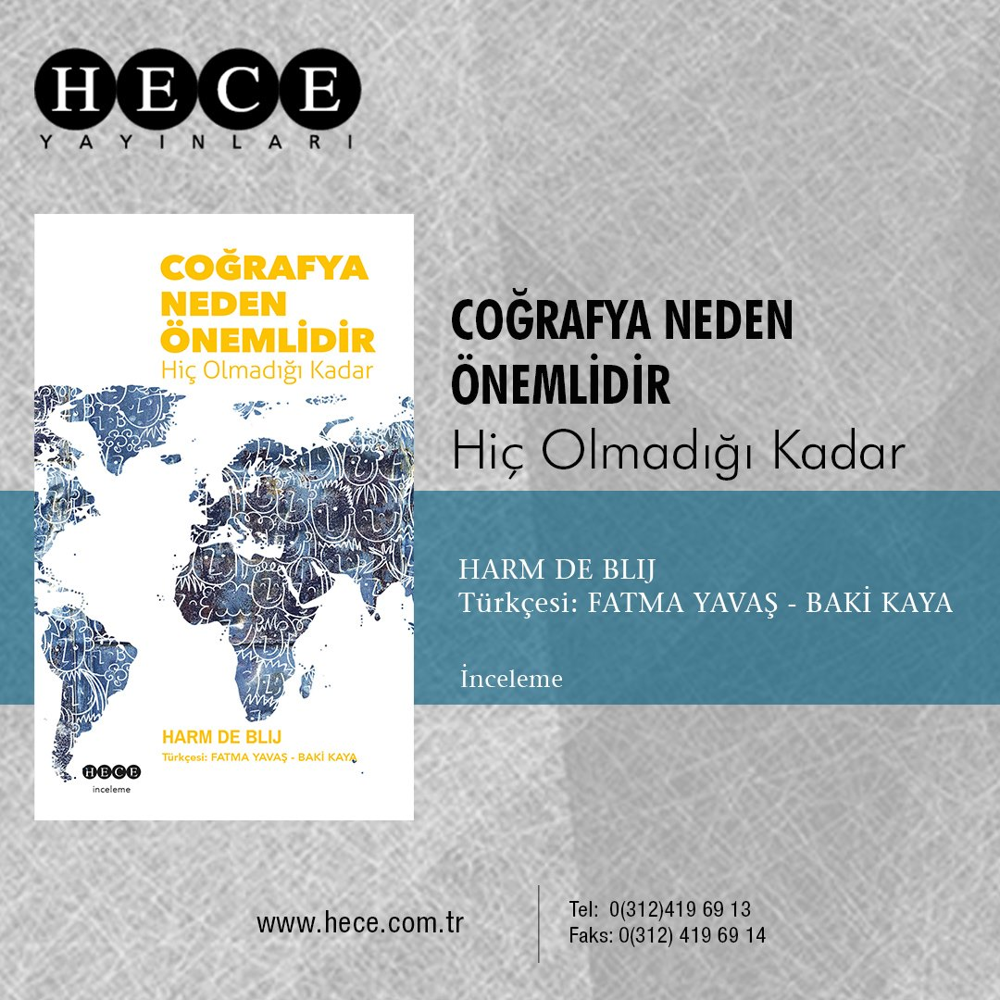 HECE
YAYINLARI
COĞRAFYA
NEDEN
ÖNEMLİDİR
Hiç Olmadığı Kadar
HARM DE BLIJ
Türkçesi: FATMA YAVAŞ - BAKİ KAYA
HECE
inceleme
COĞRAFYA NEDEN
ÖNEMLİDİR
Hiç Olmadığı Kadar
HARM DE BLIJ
Türkçesi: FATMA YAVAŞ - BAKİ KAYA
İnceleme
www.hece.com.tr
Tel: 0(312)419 69 13
Faks: 0(312) 419 69 14